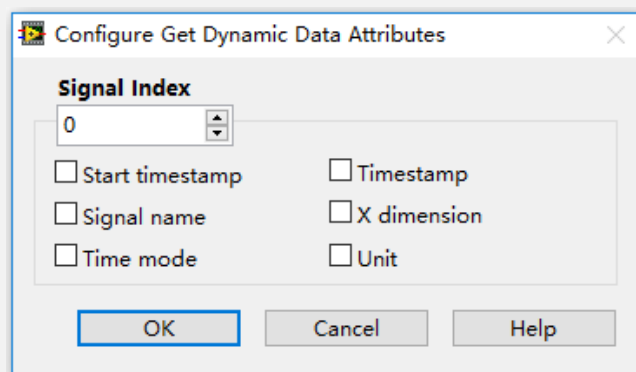 Configure Get Dynamic Data Attributes
Signal Index
0
Start timestamp
Timestamp
Signal name
X dimension
Time mode
Unit
OK
Cancel
Help